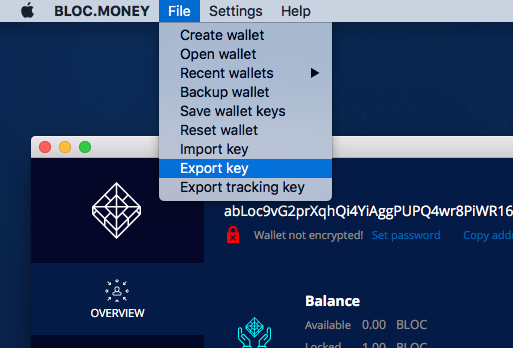 BLOC.MONEY File Settings Help
Create wallet
Open wallet
Recent wallets
Backup wallet
Save wallet keys
Reset wallet
Import key
Export key
Export tracking key
abLoc9vG2prXqhQi4YiAggPUPQ4wr8PiWR16
Wallet not encrypted! Set password Copy addr
OVERVIEW
Balance
Available 0.00 BLOC
Locked 1.00 BLOC